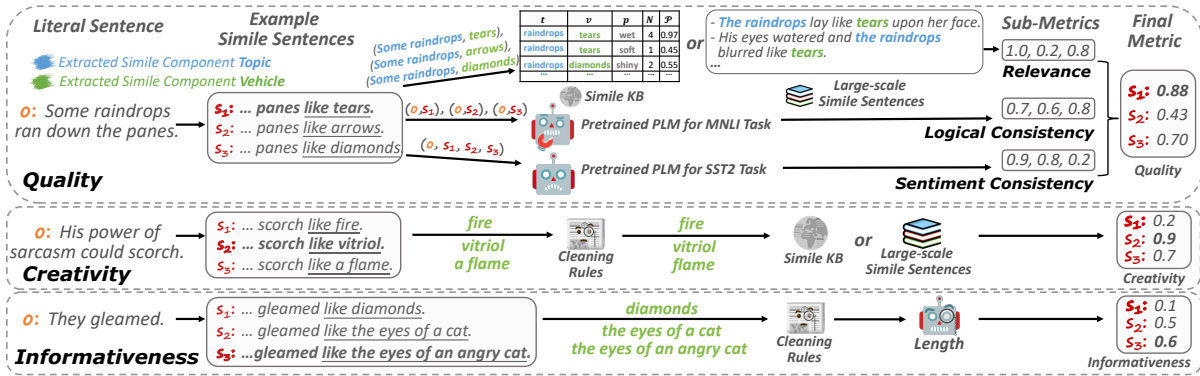 Literal Sentence
Example
Simile Sentences
Extracted Simile Component Topic
Extracted Simile Component Vehicle
o: Some raindrops
ran down the panes.
s₁: ... panes like tears.
s₂: ... panes like arrows.
s₃: ... panes like diamonds.
Quality
(Some raindrops, tears),
(Some raindrops, arrows),
(Some raindrops, diamonds)
t v p N P
raindrops tears wet 4 0.97
raindrops tears soft 1 0.45
raindrops diamonds shiny 2 0.55
... ... ... ... ...
Simile KB
or
- The raindrops lay like tears upon her face.
- His eyes watered and the raindrops
blurred like tears.
...
Large-scale
Simile Sentences
(o,s₁), (o,s₂), (o,s₃)
Pretrained PLM for MNLI Task
(o, s₁, s₂, s₃)
Pretrained PLM for SST2 Task
Sub-Metrics
1.0, 0.2, 0.8
Relevance
0.7, 0.6, 0.8
Logical Consistency
0.9, 0.8, 0.2
Sentiment Consistency
Final
Metric
s₁: 0.88
s₂: 0.43
s₃: 0.70
Quality
o: His power of
sarcasm could scorch.
Creativity
s₁: ... scorch like fire.
s₂: ... scorch like vitriol.
s₃: ... scorch like a flame.
fire
vitriol
a flame
Cleaning
Rules
fire
vitriol
flame
Simile KB
or
Large-scale
Simile Sentences
s₁: 0.2
s₂: 0.9
s₃: 0.7
Creativity
o: They gleamed.
Informativeness
s₁: ... gleamed like diamonds.
s₂: ... gleamed like the eyes of a cat.
s₃: ...gleamed like the eyes of an angry cat.
diamonds
the eyes of a cat
the eyes of an angry cat
Cleaning
Rules
Length
s₁: 0.1
s₂: 0.5
s₃: 0.6
Informativeness